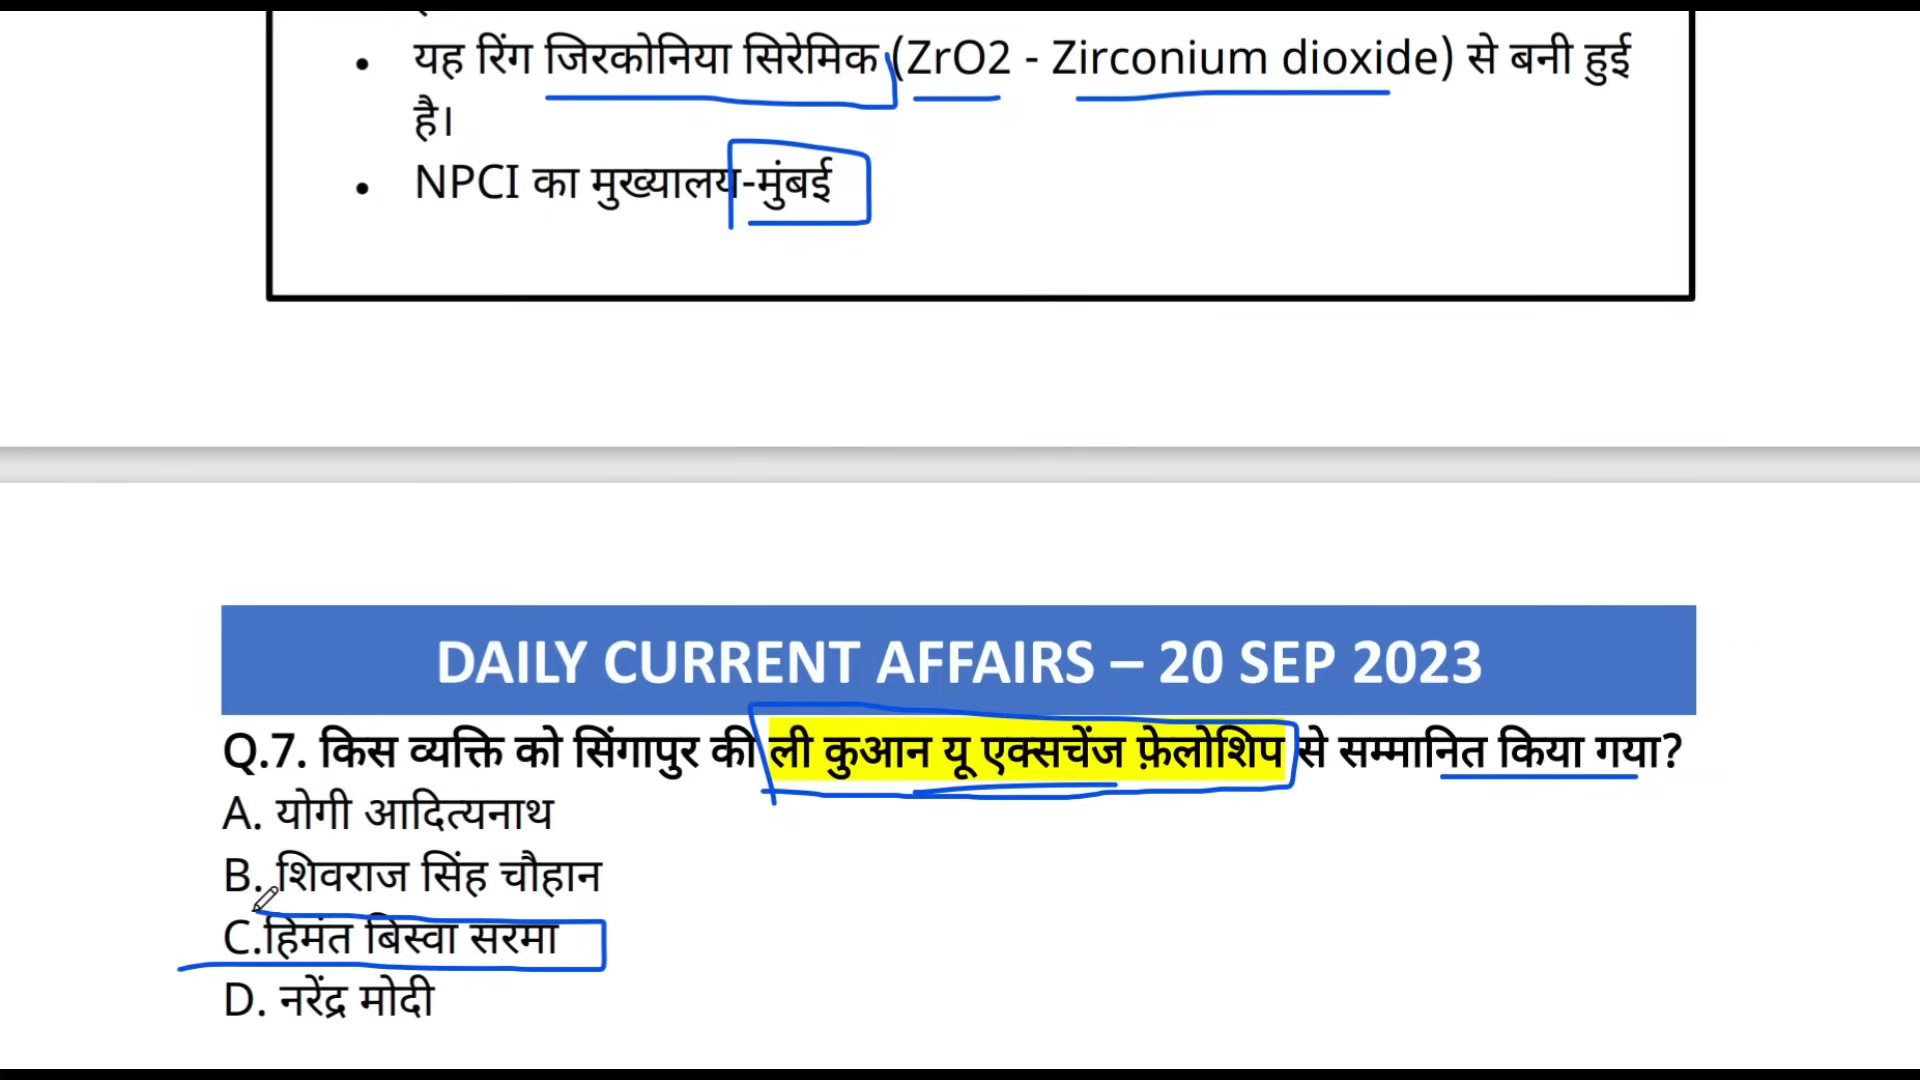 • यह रिंग जिरकोनिया सिरेमिक (ZrO2 - Zirconium dioxide) से बनी हुई
है।
• NPCI का मुख्यालय-मुंबई
DAILY CURRENT AFFAIRS – 20 SEP 2023
Q.7. किस व्यक्ति को सिंगापुर की ली कुआन यू एक्सचेंज फ़ेलोशिप से सम्मानित किया गया?
A. योगी आदित्यनाथ
B. शिवराज सिंह चौहान
C.हिमंत बिस्वा सरमा
D. नरेंद्र मोदी